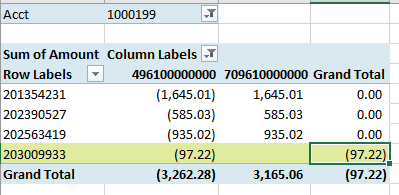 Acct 1000199
Sum of Amount Column Labels
Row Labels 496100000000 709610000000 Grand Total
201354231 (1,645.01) 1,645.01 0.00
202390527 (585.03) 585.03 0.00
202563419 (935.02) 935.02 0.00
203009933 (97.22) (97.22)
Grand Total (3,262.28) 3,165.06 (97.22)